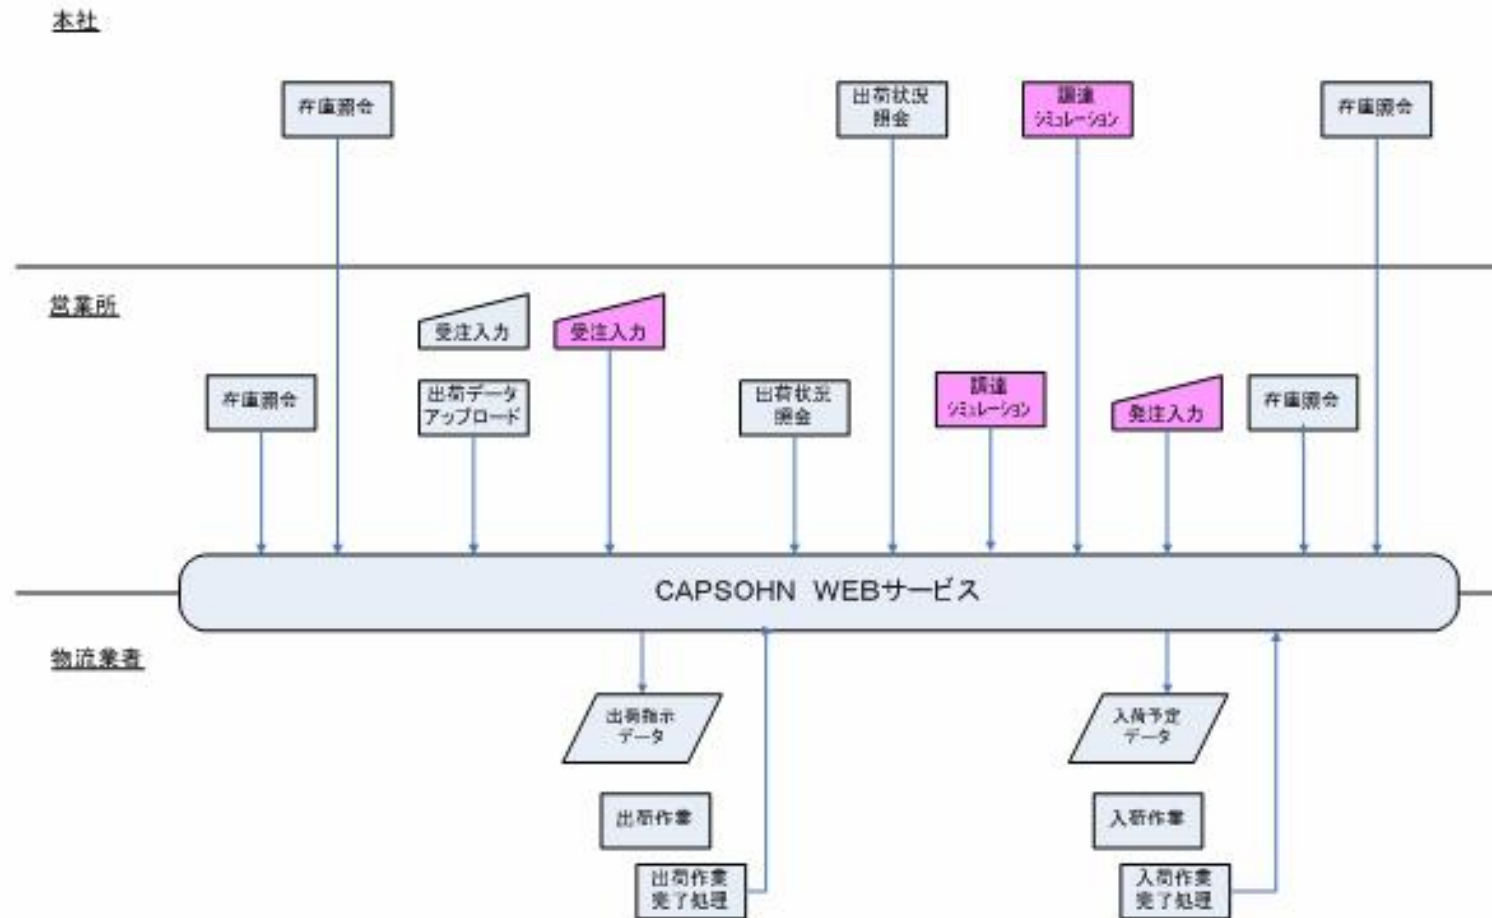 本社
在庫照会
出荷状況
照会
調達
シミュレーション
在庫照会
営業所
受注入力
受注入力
在庫照会
出荷データ
アップロード
出荷状況
照会
調達
シミュレーション
発注入力
在庫照会
CAPSOHN WEBサービス
物流業者
出荷指示
データ
入荷予定
データ
出荷作業
入荷作業
出荷作業
完了処理
入荷作業
完了処理